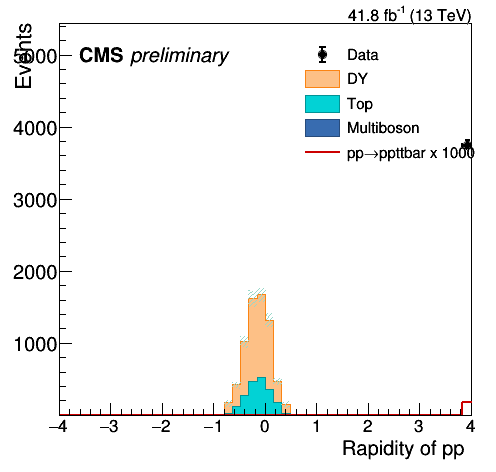 41.8 fb⁻¹ (13 TeV)
Events
CMS preliminary
Data
DY
Top
Multiboson
pp→ppttbar x 1000
5000
4000
3000
2000
1000
−4 −3 −2 −1 0 1 2 3 4
Rapidity of pp